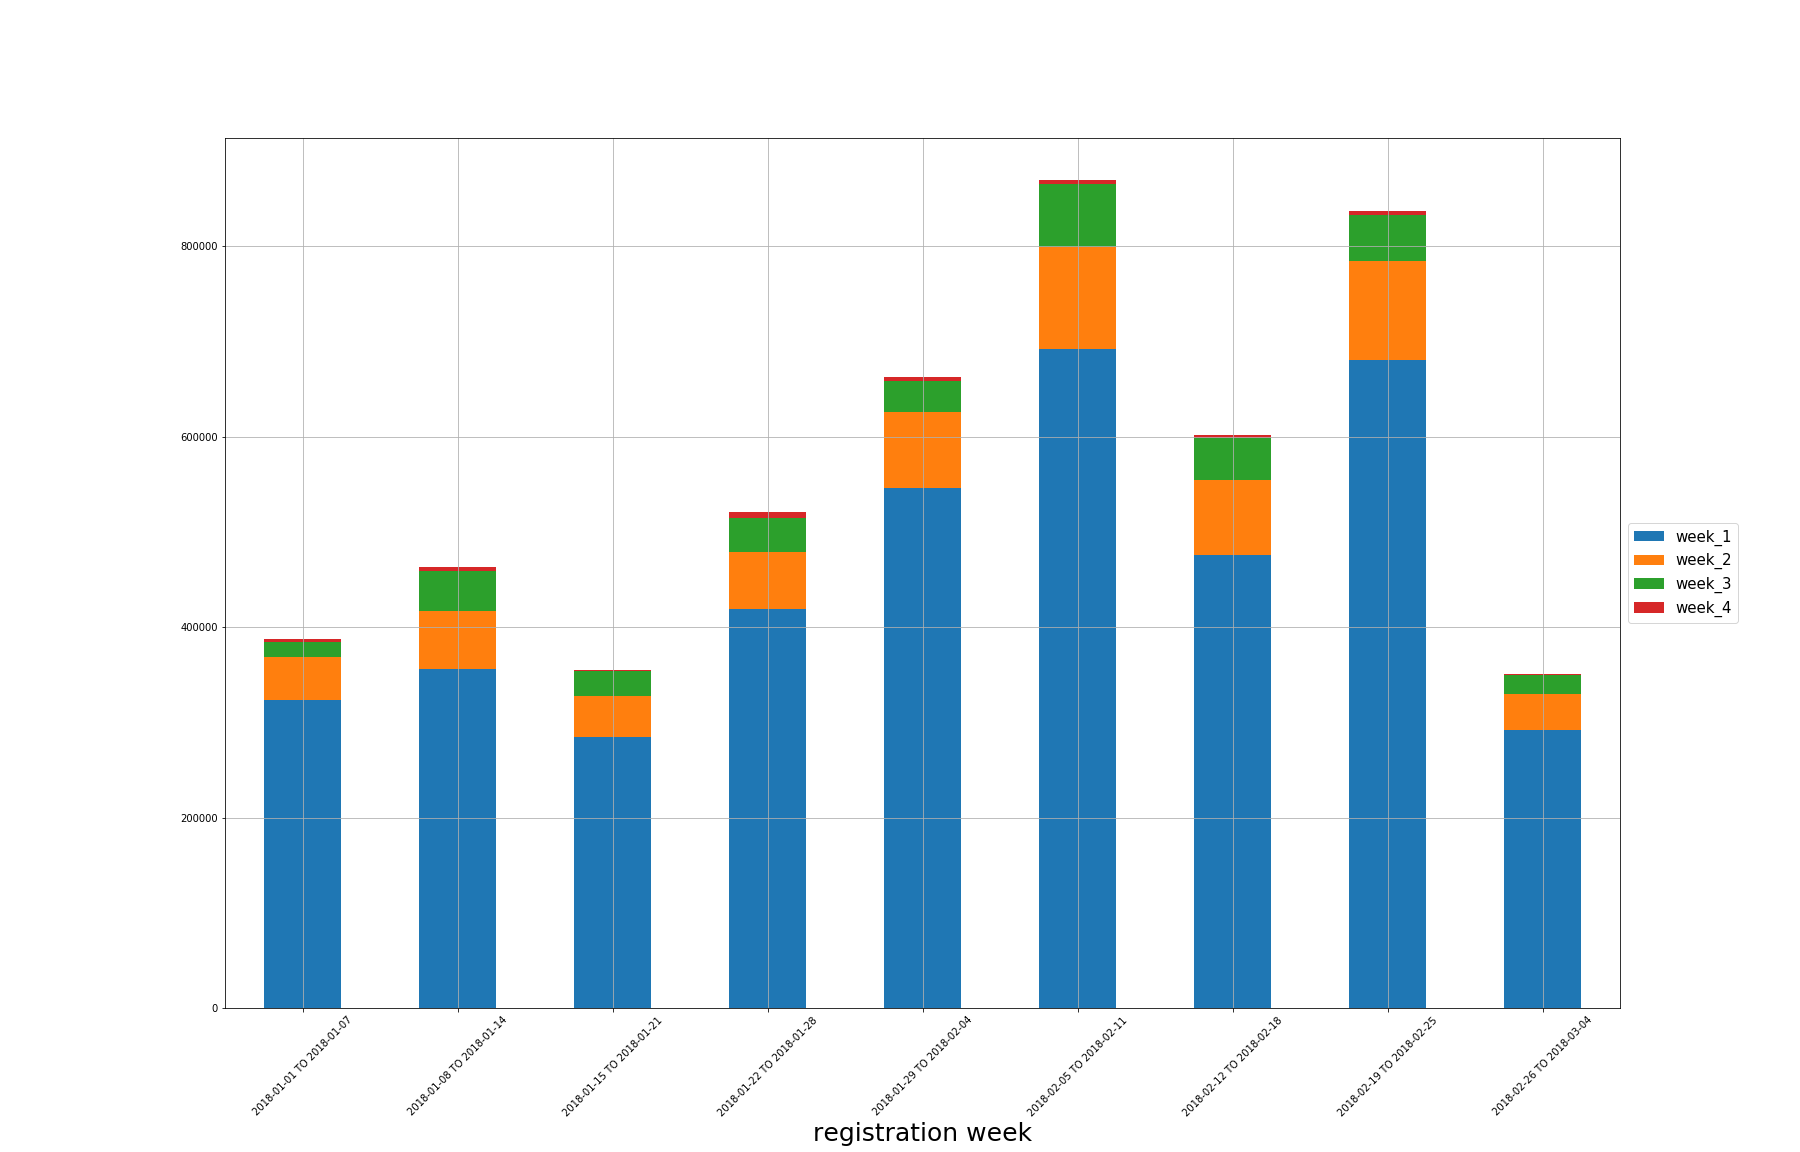 800000
600000
400000
200000
0
2018-01-01 TO 2018-01-07
2018-01-08 TO 2018-01-14
2018-01-15 TO 2018-01-21
2018-01-22 TO 2018-01-28
2018-01-29 TO 2018-02-04
2018-02-05 TO 2018-02-11
2018-02-12 TO 2018-02-18
2018-02-19 TO 2018-02-25
2018-02-26 TO 2018-03-04
registration week
week_1
week_2
week_3
week_4